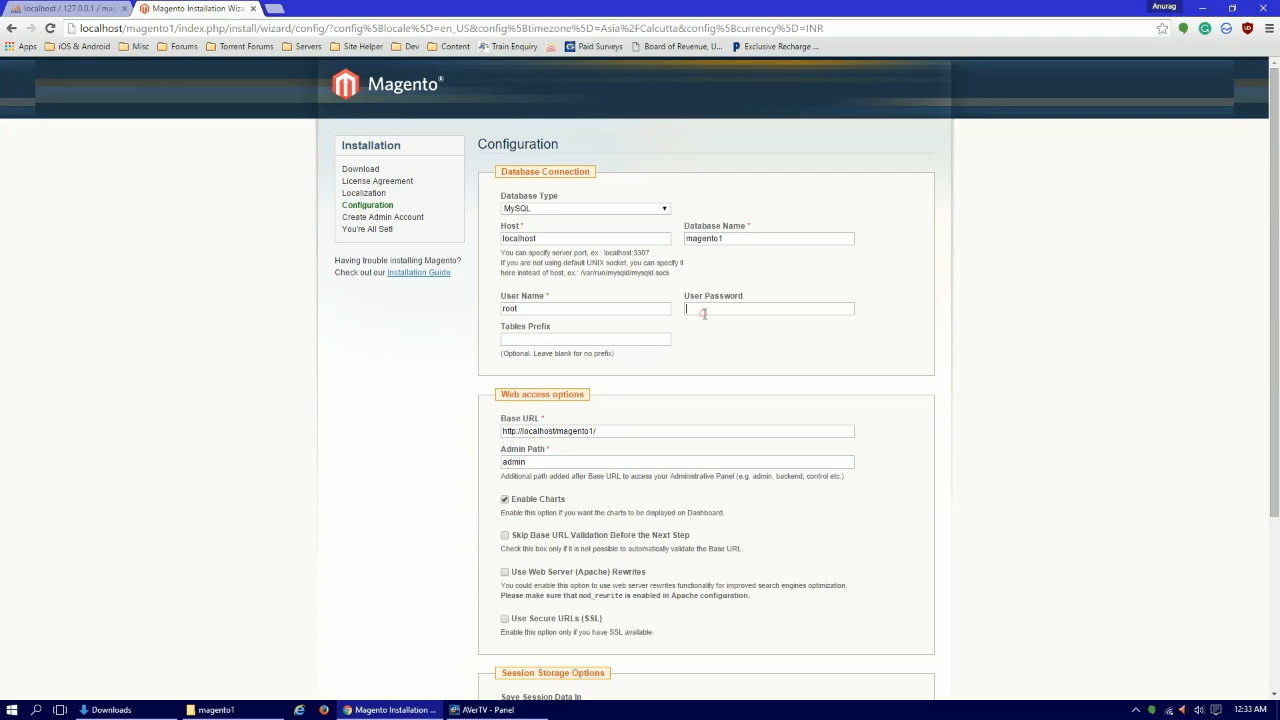 localhost / 127.0.0.1 / ma
Magento Installation Wiza
Anurag
localhost/magento1/index.php/install/wizard/config/?config%5Blocale%5D=en_US&config%5Btimezone%5D=Asia%2FCalcutta&config%5Bcurrency%5D=INR
Apps
iOS & Android
Misc
Forums
Torrents
Servers
Site Helper
Dev
Content
Train Enquiry
Paid Surveys
Board of Revenue, U...
Exclusive Recharge ...
Magento®
Installation
Download
License Agreement
Localization
Configuration
Create Admin Account
You're All Set!
Having trouble installing Magento?
Check out our Installation Guide
Configuration
Database Connection
Database Type
MySQL
Host *
Database Name *
localhost
magento1
You can specify server port, ex.: localhost:3307
If you are not using default UNIX socket, you can specify it
here instead of host, ex.: /var/run/mysqld/mysqld.sock
User Name *
User Password
root
Tables Prefix
(Optional. Leave blank for no prefix)
Web access options
Base URL *
http://localhost/magento1/
Admin Path *
admin
Additional path added after Base URL to access your Administrative Panel (e.g. admin, backend, control etc.).
Enable Charts
Enable this option if you want the charts to be displayed on Dashboard.
Skip Base URL Validation Before the Next Step
Check this box only if it is not possible to automatically validate the Base URL.
Use Web Server (Apache) Rewrites
You could enable this option to use web server rewrites functionality for improved search engines optimization.
Please make sure that mod_rewrite is enabled in Apache configuration.
Use Secure URLs (SSL)
Enable this option only if you have SSL available.
Session Storage Options
Save Session Data In
Downloads
magento1
Magento Installation ...
AVerTV - Panel
12:33 AM